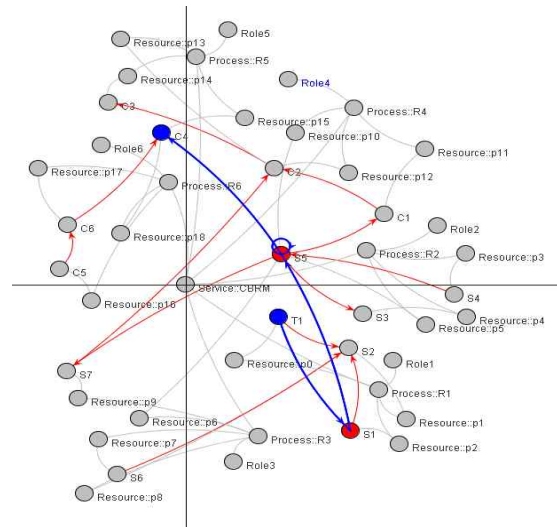 Role5
Resource::p13
Process::R5
Resource::p14
Role4
C3
Process::R4
Resource::p15
C4
Resource::p10
Role6
Resource::p11
Resource::p17
C2
Resource::p12
Process::R6
C1
C6
Role2
Resource::p18
S5
Process::R2
Resource::p3
C5
Service::CBRM
S4
Resource::p16
S3
Resource::p4
T1
Resource::p5
S2
Resource::p0
Role1
S7
Process::R1
Resource::p9
Resource::p6
Resource::p1
S1
Process::R3
Resource::p7
Resource::p2
Role3
S6
Resource::p8